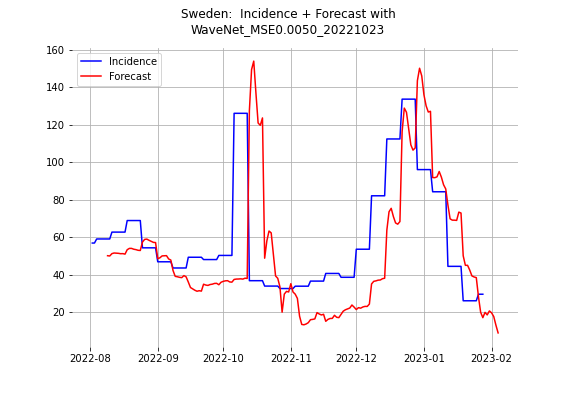 Sweden:  Incidence + Forecast with
WaveNet_MSE0.0050_20221023
Incidence
Forecast
160
140
120
100
80
60
40
20
2022-08 2022-09 2022-10 2022-11 2022-12 2023-01 2023-02